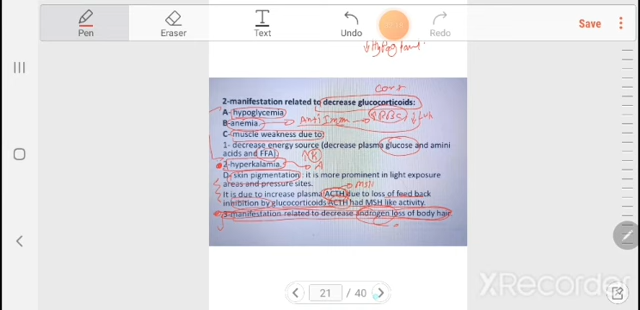 Pen
Eraser
Text
Undo
Redo
Save
2-manifestation related to decrease glucocorticoids:
A- hypoglycemia
B- anemia.
C- muscle weakness due to:
1- decrease energy source (decrease plasma glucose and amini
acids and FFA).
2-hyperkalamia.
K
A
D- skin pigmentation: it is more prominent in light exposure
areas and pressure sites.
MSH
It is due to increase plasma ACTH due to loss of feed back
inhibition by glucocorticoids ACTH had MSH like activity.
3-manifestation related to decrease androgen loss of body hair.
21 / 40
XRecorder